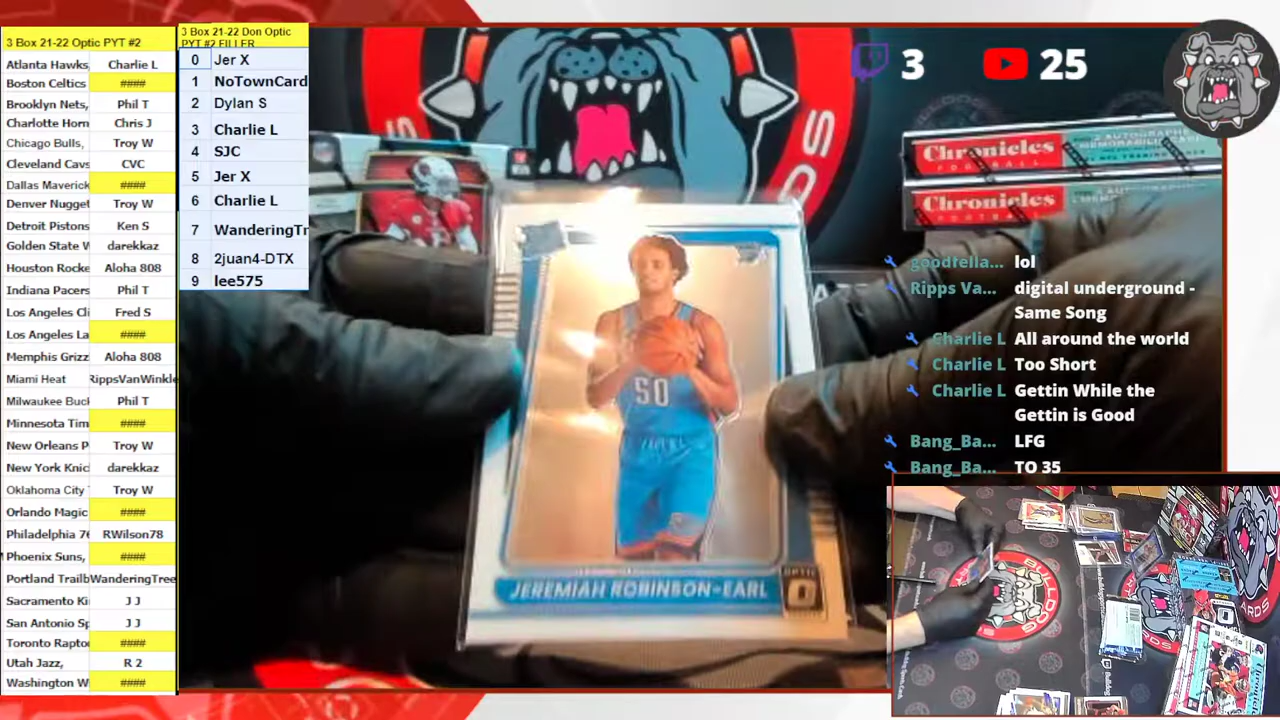 3 Box 21-22 Optic PYT #2
Atlanta Hawks, Charlie L
Boston Celtics ####
Brooklyn Nets, Phil T
Charlotte Horn Chris J
Chicago Bulls, Troy W
Cleveland Cavs CVC
Dallas Maverick ####
Denver Nugget Troy W
Detroit Pistons Ken S
Golden State W darekkaz
Houston Rocke Aloha 808
Indiana Pacers Phil T
Los Angeles Cli Fred S
Los Angeles La ####
Memphis Grizz Aloha 808
Miami Heat RippsVanWinkle
Milwaukee Buc Phil T
Minnesota Tim ####
New Orleans P Troy W
New York Knic darekkaz
Oklahoma City Troy W
Orlando Magic ####
Philadelphia 76 RWilson78
Phoenix Suns, ####
Portland Trailb WanderingTree
Sacramento Ki J J
San Antonio Sp J J
Toronto Rapto ####
Utah Jazz, R 2
Washington W ####
3 Box 21-22 Don Optic
PYT #2 FILLER
0 Jer X
1 NoTownCard
2 Dylan S
3 Charlie L
4 SJC
5 Jer X
6 Charlie L
7 WanderingTr
8 2juan4-DTX
9 lee575
3
25
Chronicles
FOOTBALL
Chronicles
FOOTBALL
50
JEREMIAH ROBINSON-EARL
OPTIC
goodfella... lol
Ripps Va... digital underground -
Same Song
Charlie L All around the world
Charlie L Too Short
Charlie L Gettin While the
Gettin is Good
Bang_Ba... LFG
Bang_Ba... TO 35